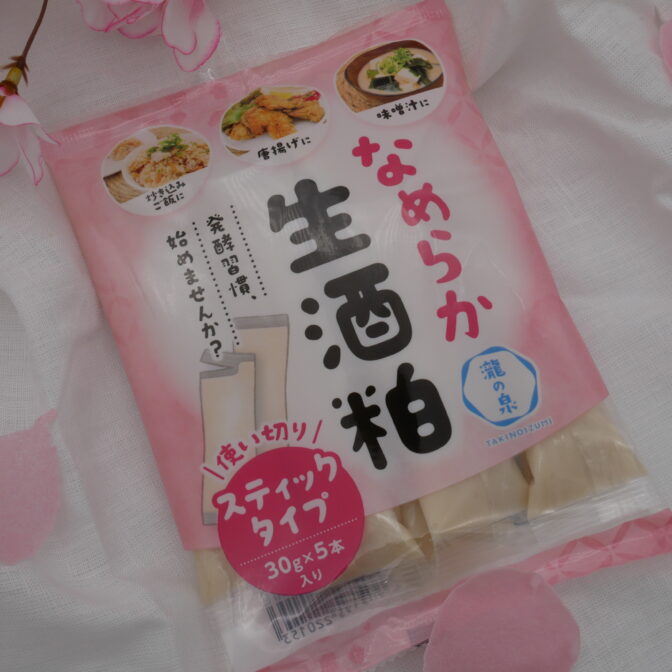 味噌汁に
唐揚げに
炊き込み
ご飯に
なめらか
生酒粕
発酵習慣、
始めませんか?
瀧の泉
TAKINOIZUMI
使い切り
スティック
タイプ
30g×5本
入り